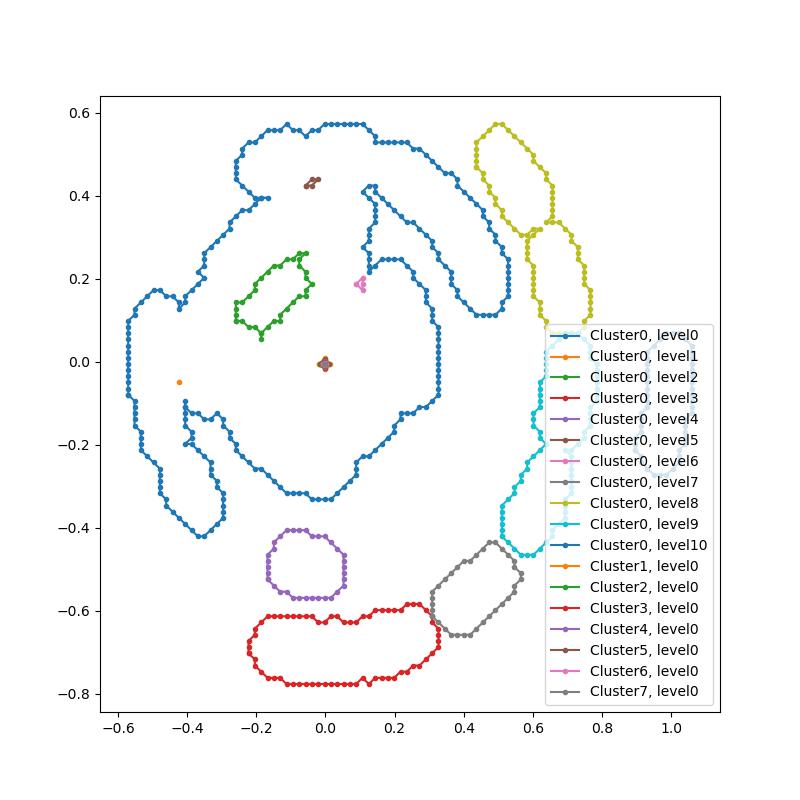 0.6
0.4
0.2
0.0
−0.2
−0.4
−0.6
−0.8
−0.6 −0.4 −0.2 0.0 0.2 0.4 0.6 0.8 1.0
Cluster0, level0
Cluster0, level1
Cluster0, level2
Cluster0, level3
Cluster0, level4
Cluster0, level5
Cluster0, level6
Cluster0, level7
Cluster0, level8
Cluster0, level9
Cluster0, level10
Cluster1, level0
Cluster2, level0
Cluster3, level0
Cluster4, level0
Cluster5, level0
Cluster6, level0
Cluster7, level0